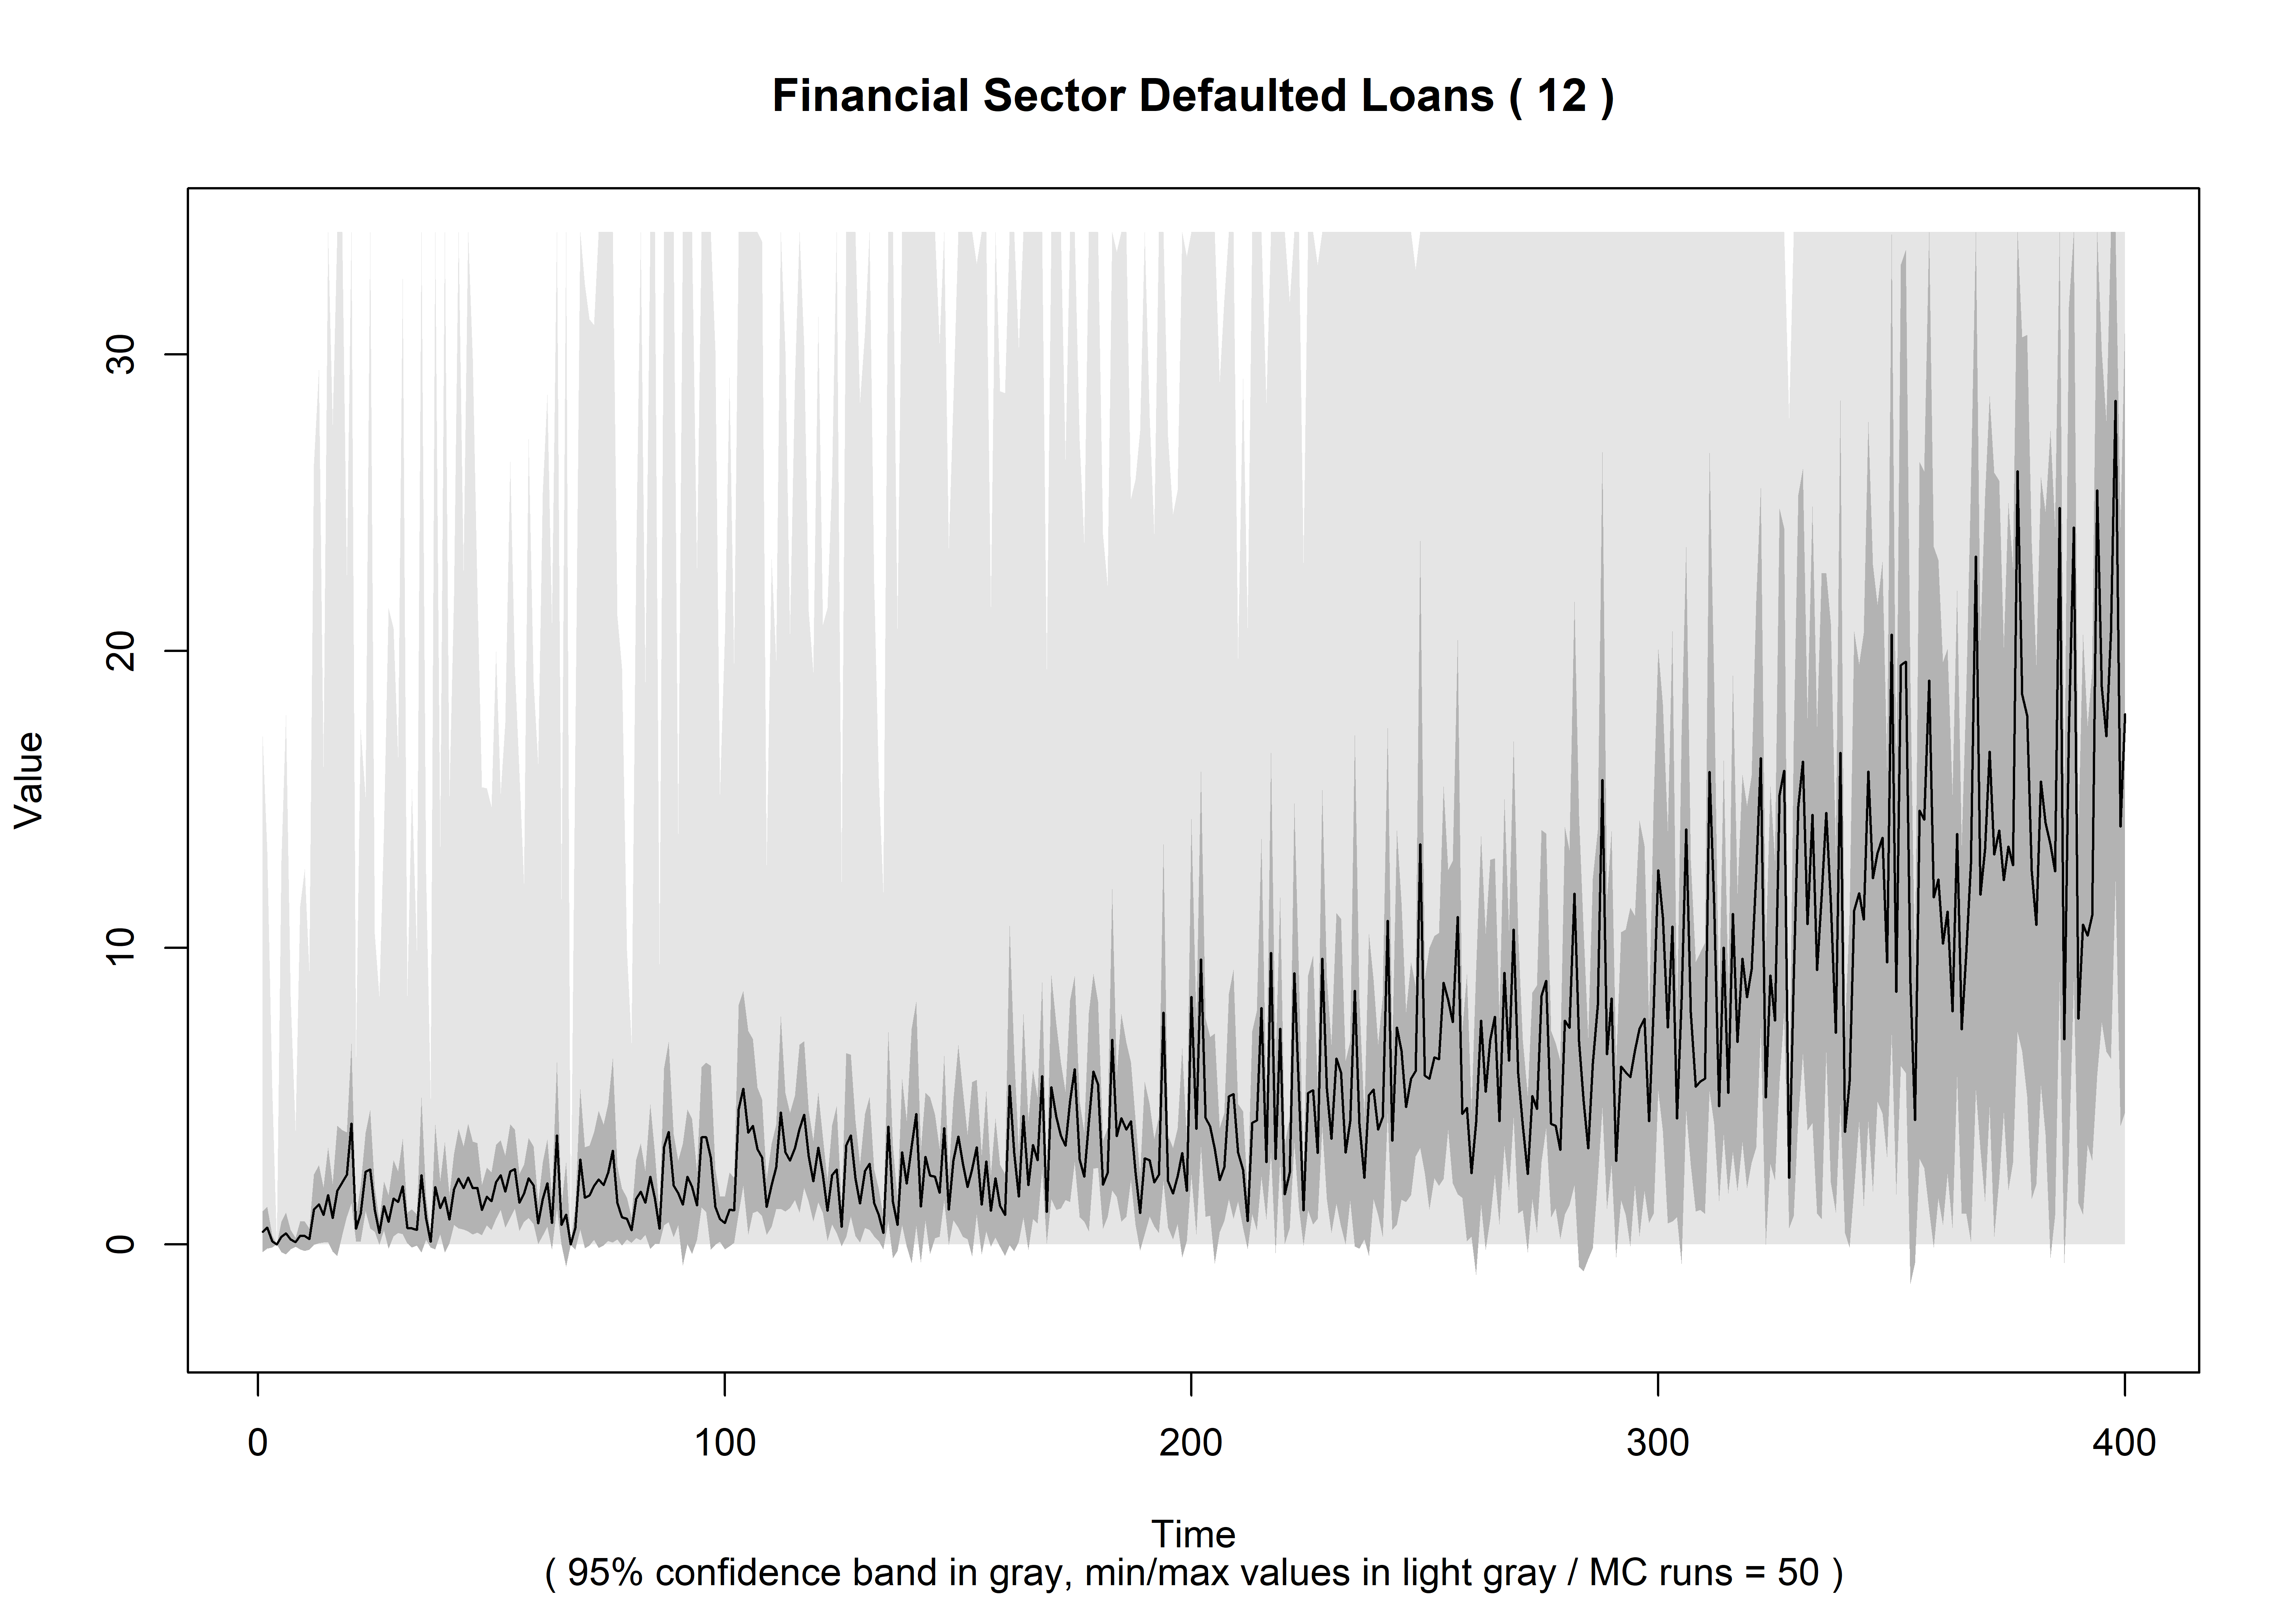 Financial Sector Defaulted Loans ( 12 )
Value
30
20
10
0
0 100 200 300 400
Time
( 95% confidence band in gray, min/max values in light gray / MC runs = 50 )